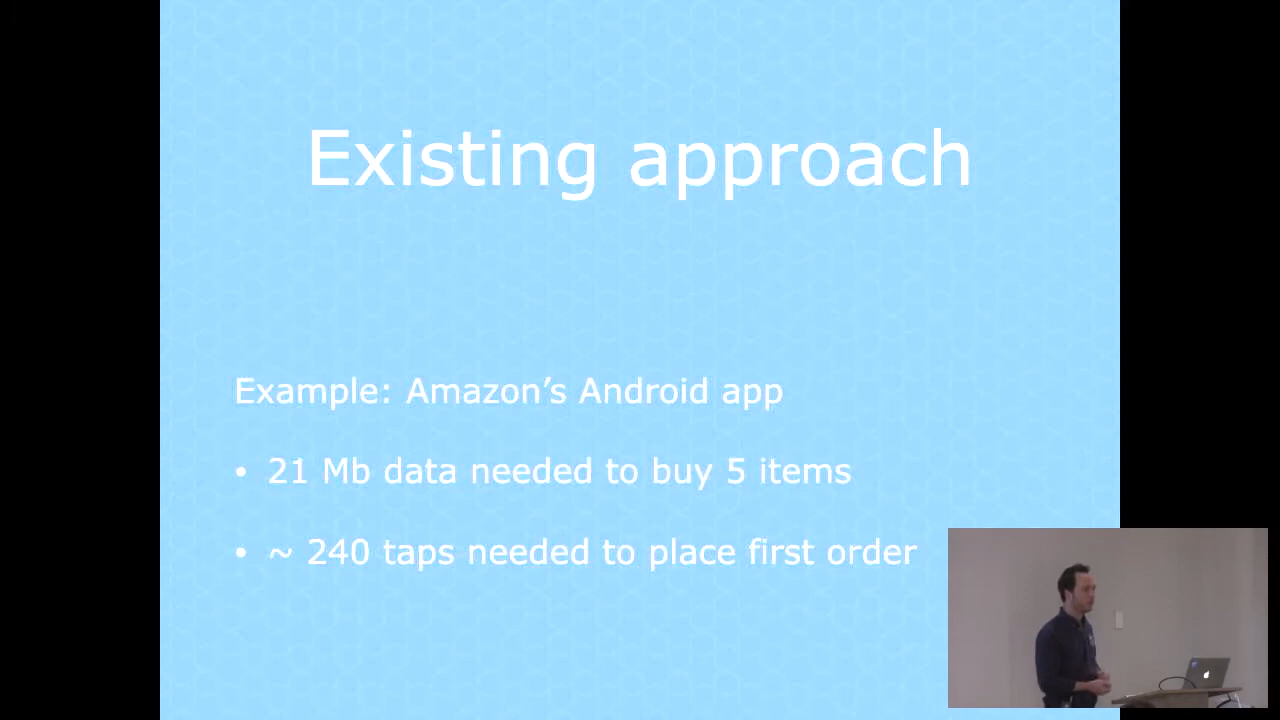 Existing approach
Example: Amazon’s Android app
• 21 Mb data needed to buy 5 items
• ~ 240 taps needed to place first order